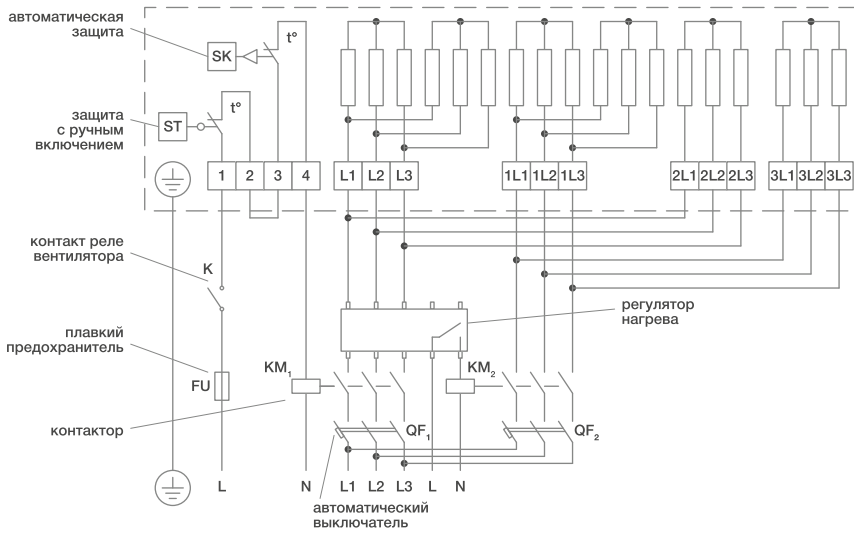 автоматическая
защита
SK
t°
защита
с ручным
включением
ST
t°
1 2 3 4 L1 L2 L3 1L1 1L2 1L3 2L1 2L2 2L3 3L1 3L2 3L3
контакт реле
вентилятора
K
регулятор
нагрева
плавкий
предохранитель
FU
KM₁
KM₂
контактор
QF₁
QF₂
L N L1 L2 L3 L N
автоматический
выключатель